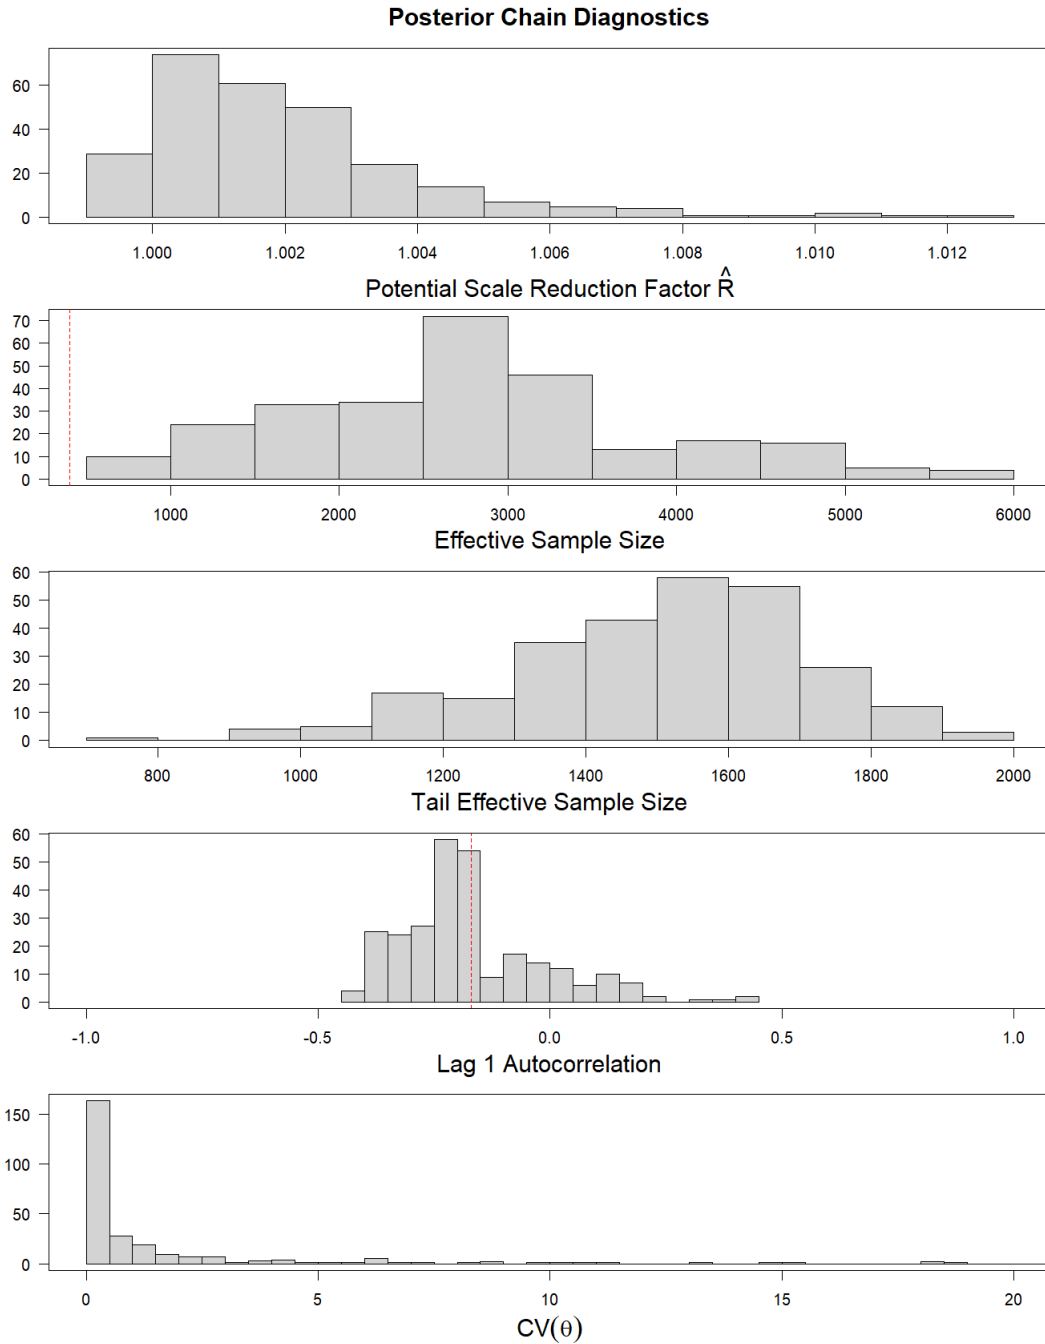 Posterior Chain Diagnostics
60
40
20
0
1.000 1.002 1.004 1.006 1.008 1.010 1.012
Potential Scale Reduction Factor R̂
70
60
50
40
30
20
10
0
1000 2000 3000 4000 5000 6000
Effective Sample Size
60
50
40
30
20
10
0
800 1000 1200 1400 1600 1800 2000
Tail Effective Sample Size
60
50
40
30
20
10
0
-1.0 -0.5 0.0 0.5 1.0
Lag 1 Autocorrelation
150
100
50
0
0 5 10 15 20
CV(θ)